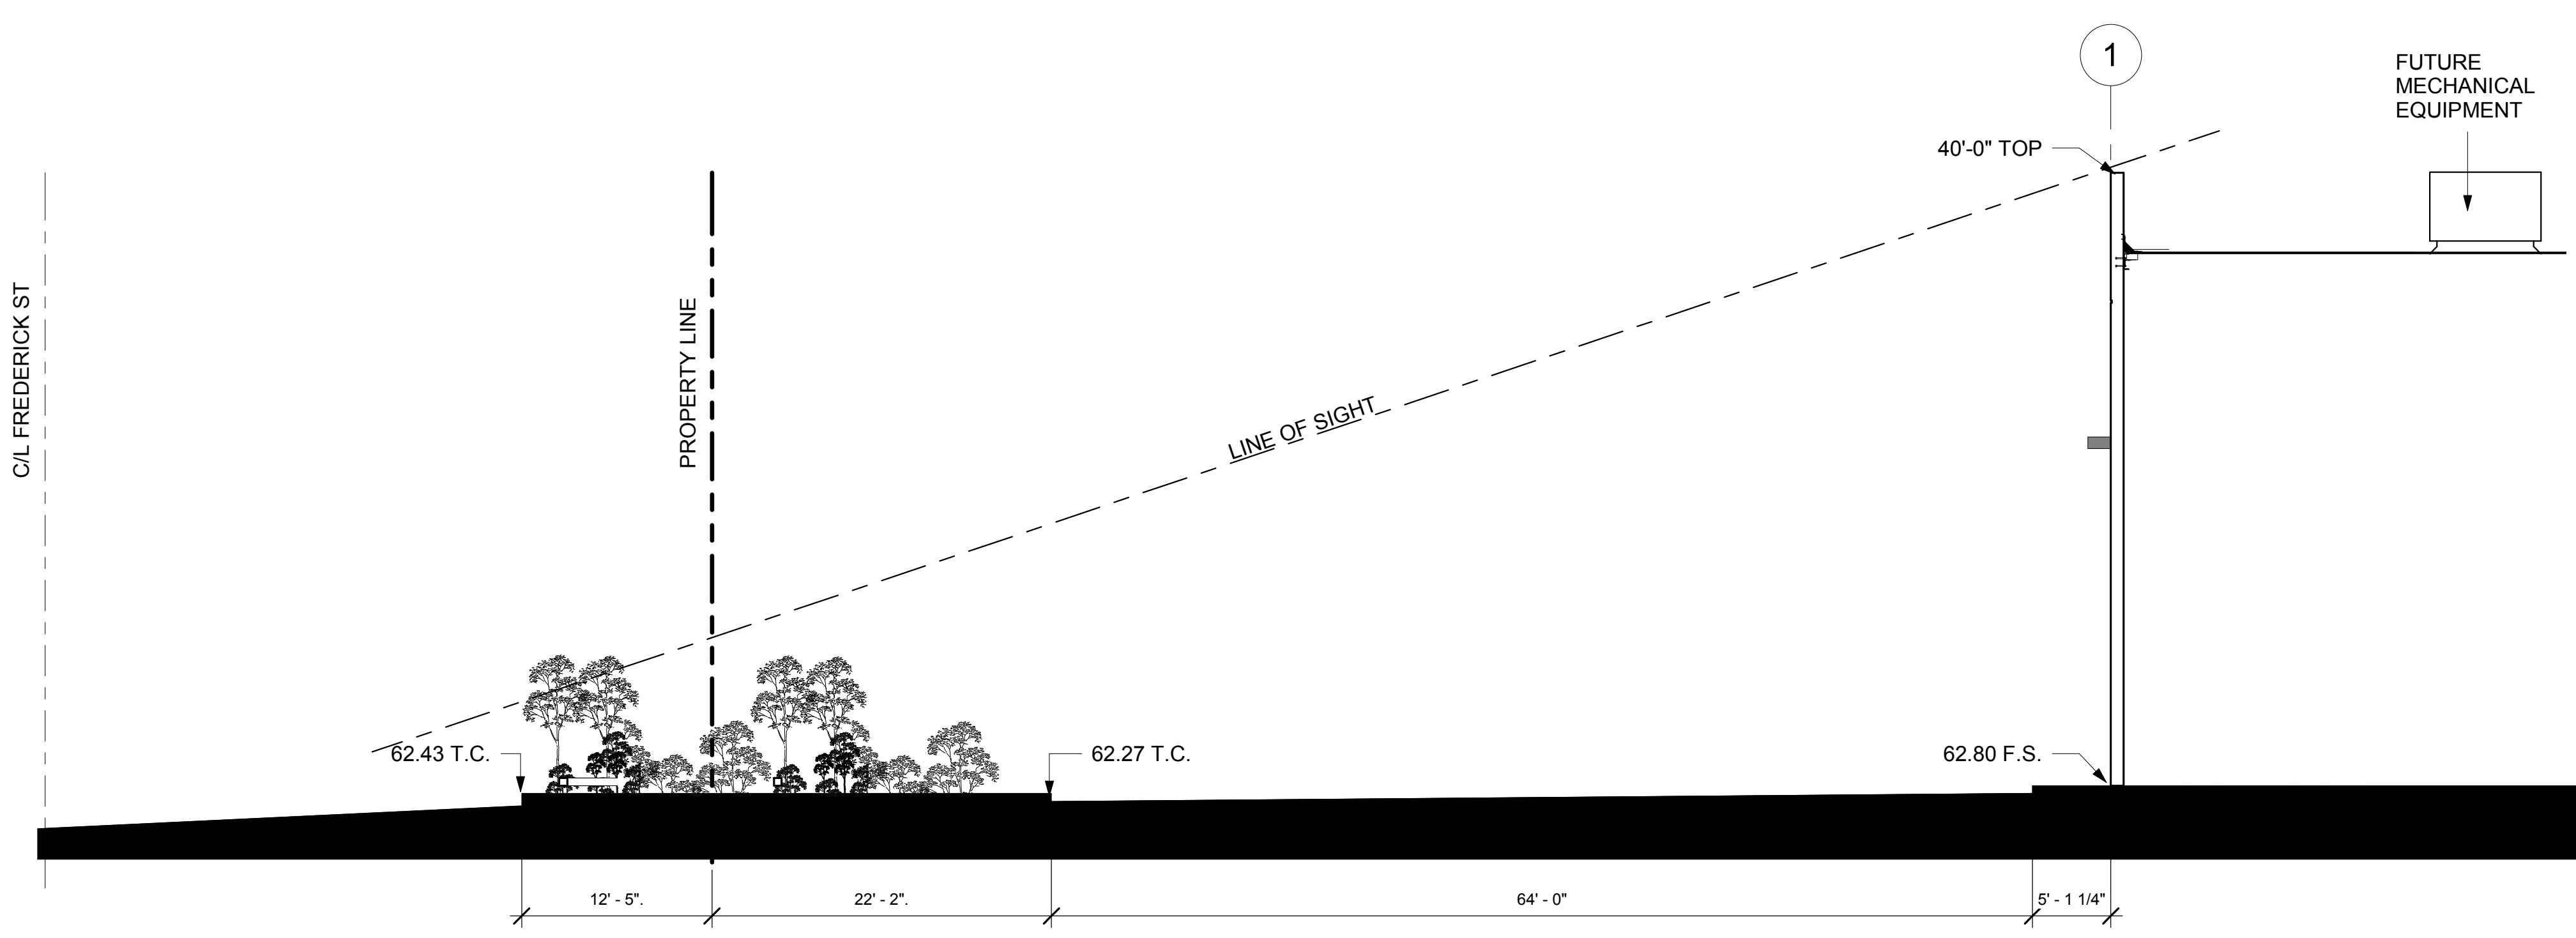 1
FUTURE
MECHANICAL
EQUIPMENT
40'-0" TOP
C/L FREDERICK ST
PROPERTY LINE
LINE OF SIGHT
62.43 T.C.
62.27 T.C.
62.80 F.S.
12' - 5".
22' - 2".
64' - 0"
5' - 1 1/4"